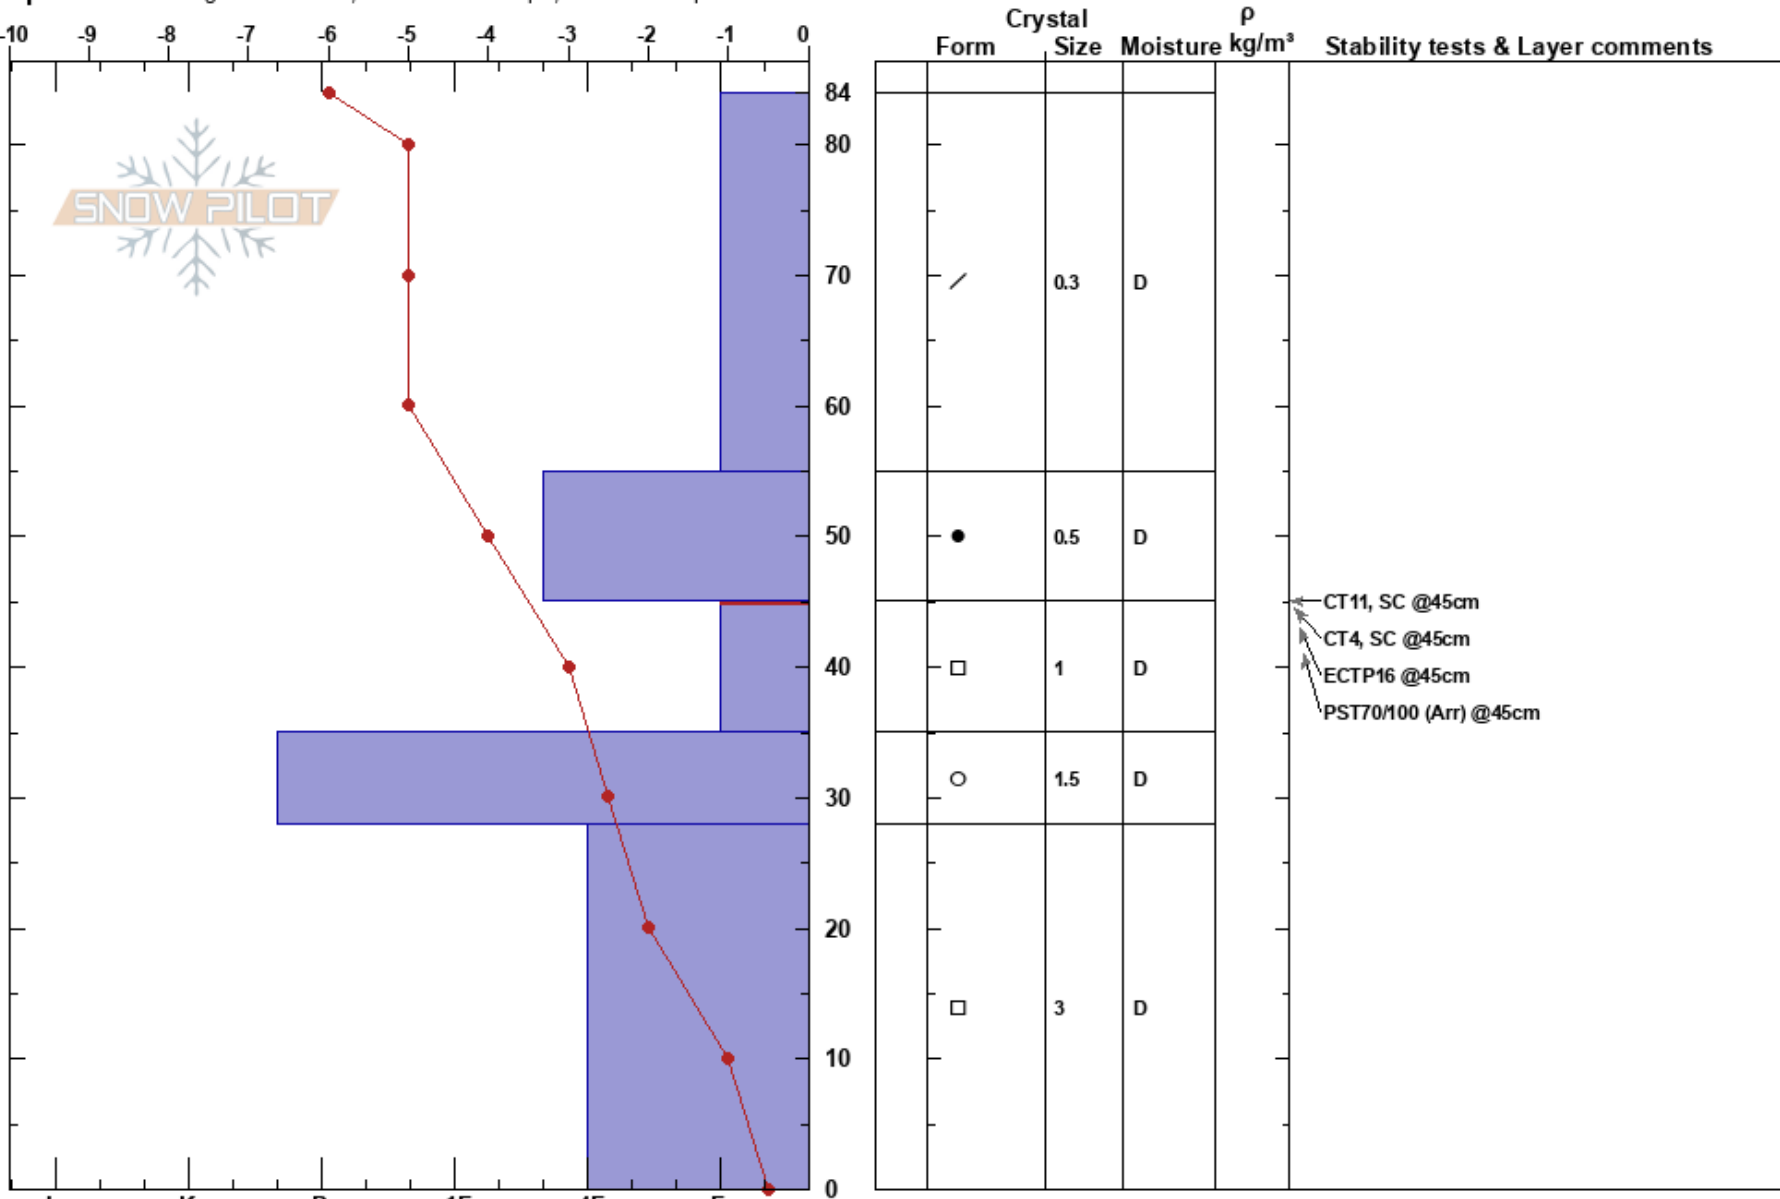 Crystal ρ
-10 -9 -8 -7 -6 -5 -4 -3 -2 -1 0 Form Size Moisture kg/m³ Stability tests & Layer comments
84
80
SNOW PILOT
70 0.3 D
60
50 0.5 D
CT11, SC @45cm
CT4, SC @45cm
40 1 D ECTP16 @45cm
PST70/100 (Arr) @45cm
1.5 D
30
20
3 D
10
0